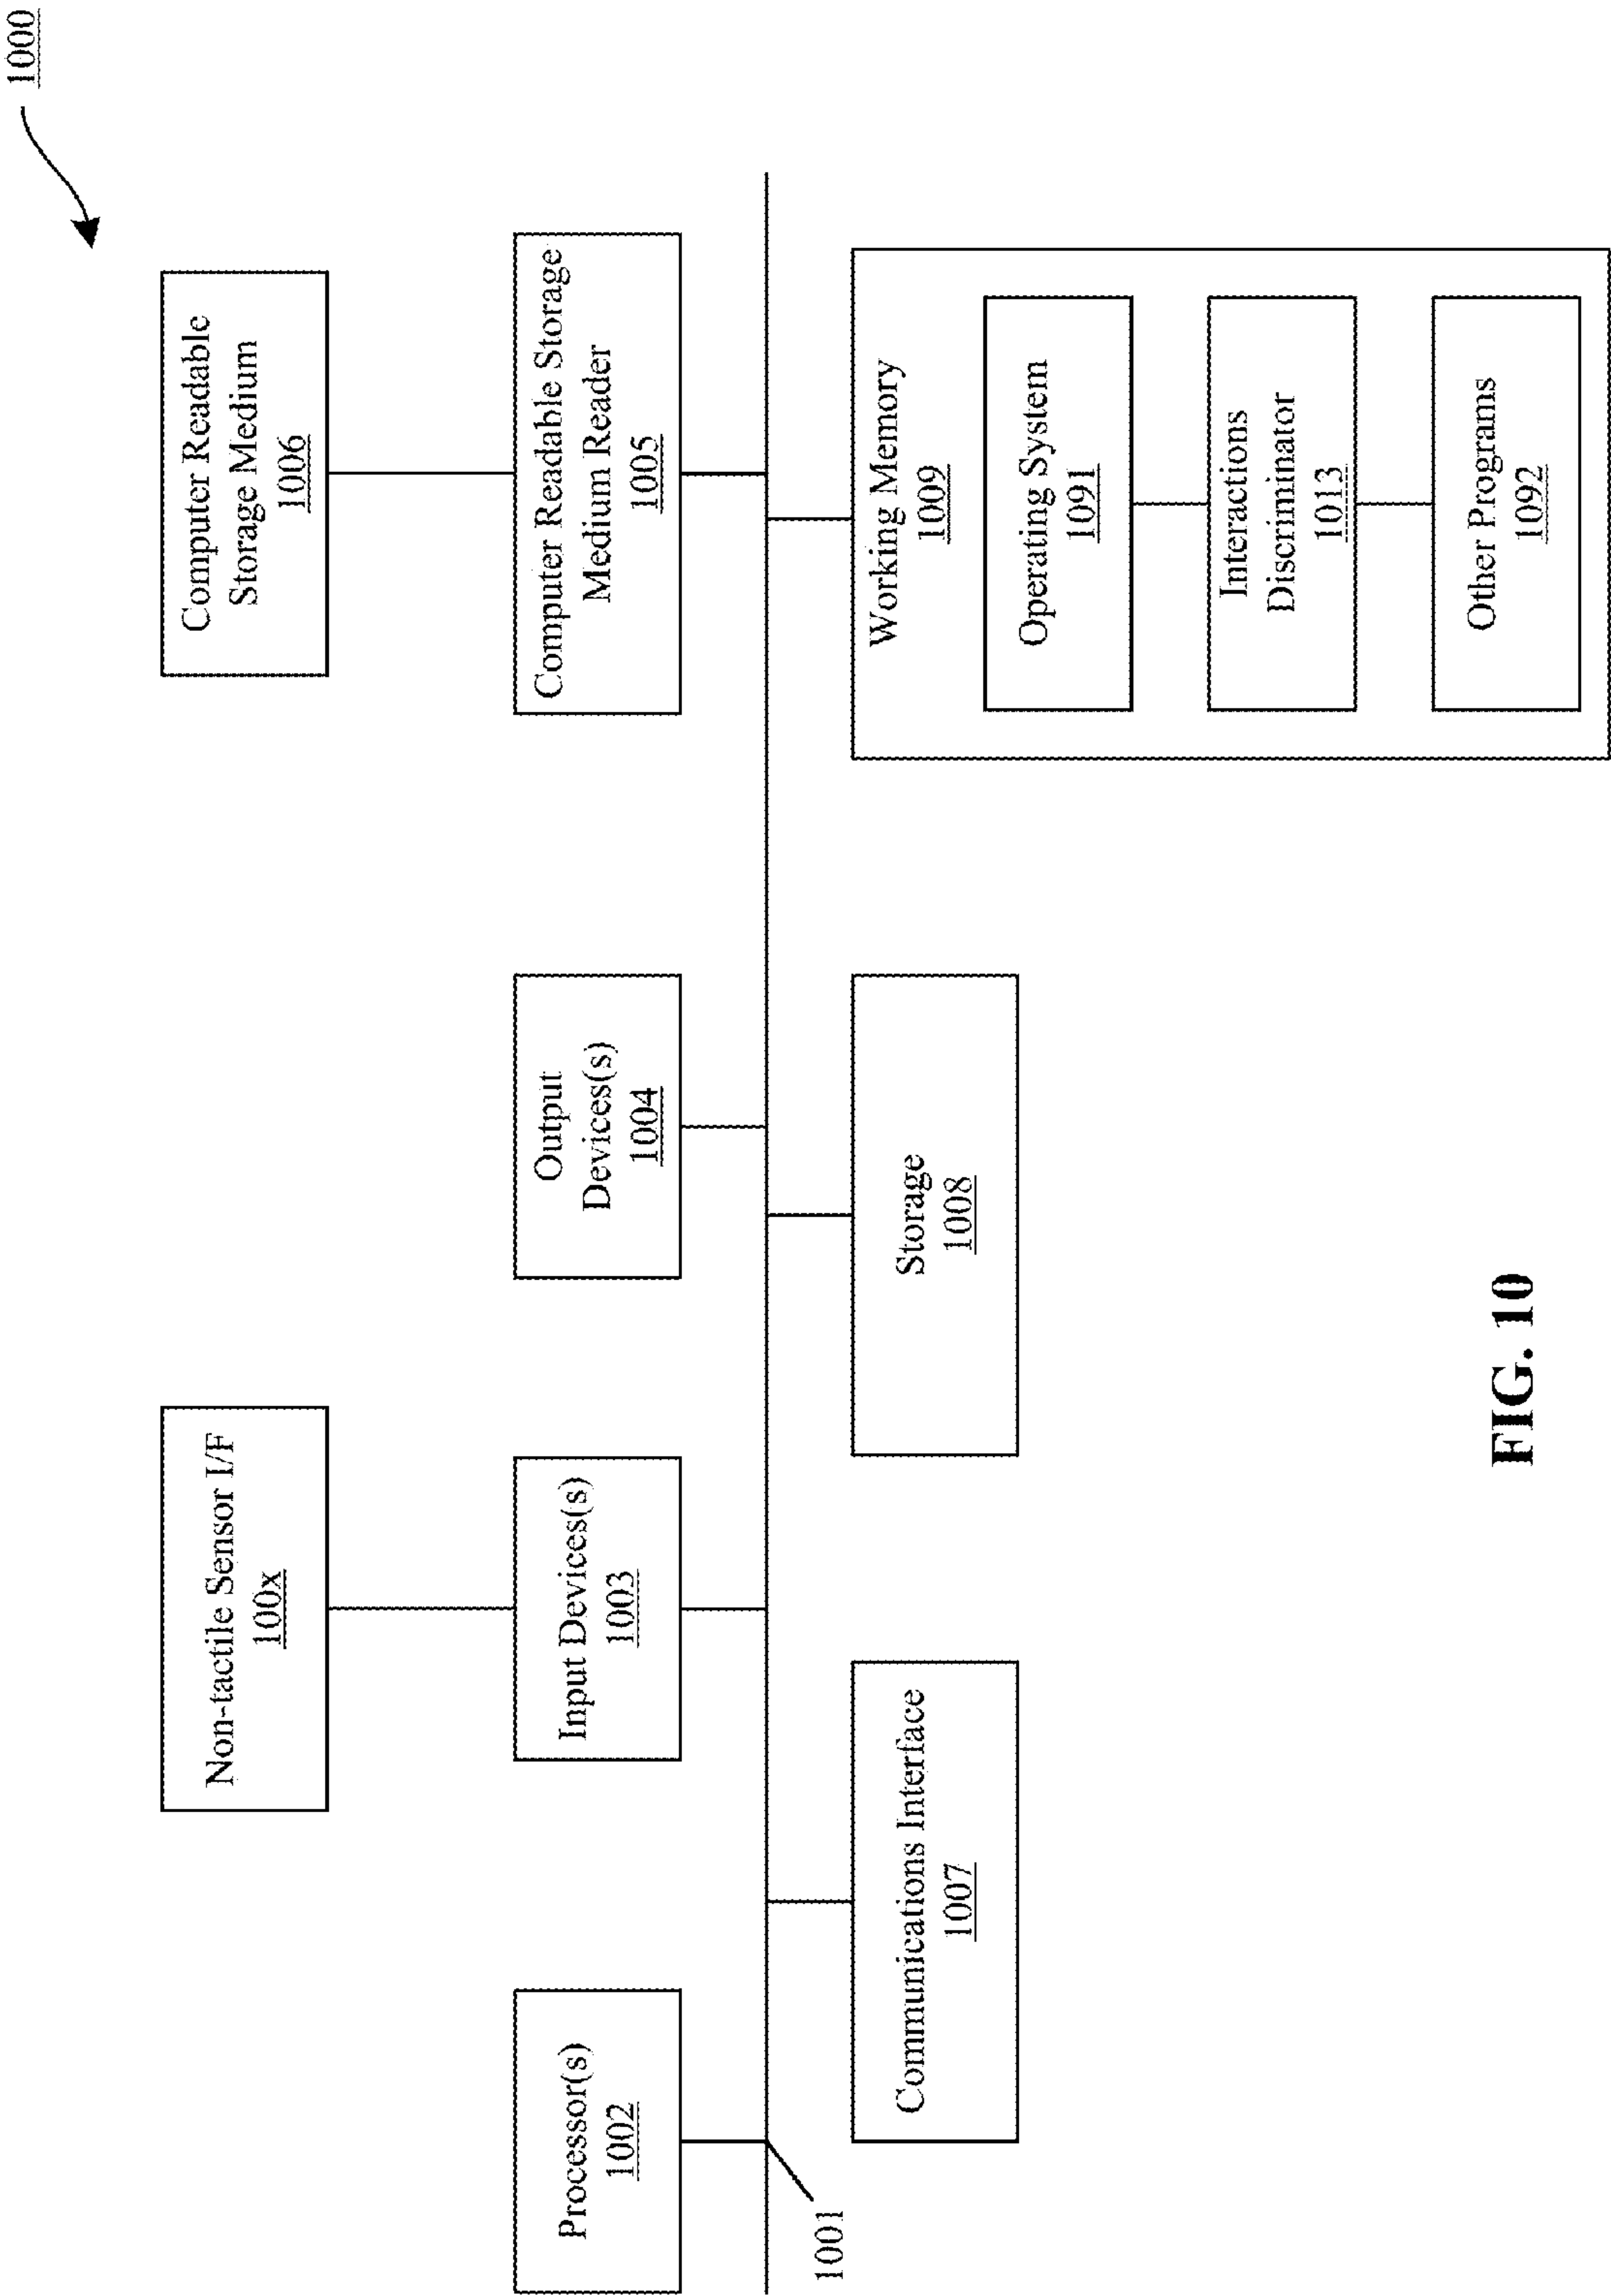 1000
Non-tactile Sensor I/F
100x
Computer Readable
Storage Medium
1006
Processor(s)
1002
Input Devices(s)
1003
Output
Devices(s)
1004
Computer Readable Storage
Medium Reader
1005
1001
Communications Interface
1007
Storage
1008
Working Memory
1009
Operating System
1091
Interactions
Discriminator
1013
Other Programs
1092
FIG. 10